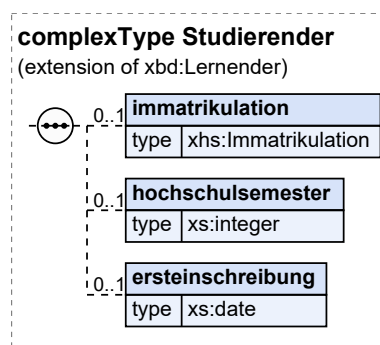 complexType Studierender
(extension of xbd:Lernender)
0..1 immatrikulation
type xhs:Immatrikulation
0..1 hochschulsemester
type xs:integer
0..1 ersteinschreibung
type xs:date